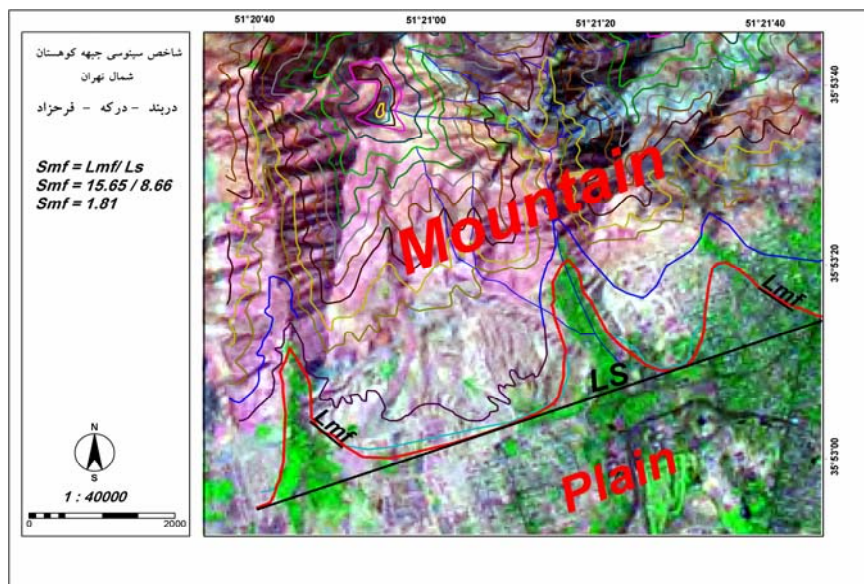 شاخص سینوسی جبهه کوهستان
شمال تهران
دربند - درکه - فرحزاد
Smf = Lmf/ Ls
Smf = 15.65 / 8.66
Smf = 1.81
N
S
1 : 40000
0 2000
51°20'40 51°21'00 51°21'20 51°21'40
35°53'40
35°53'20
35°53'00
Mountain
Lmf
LS
Lmf
Plain